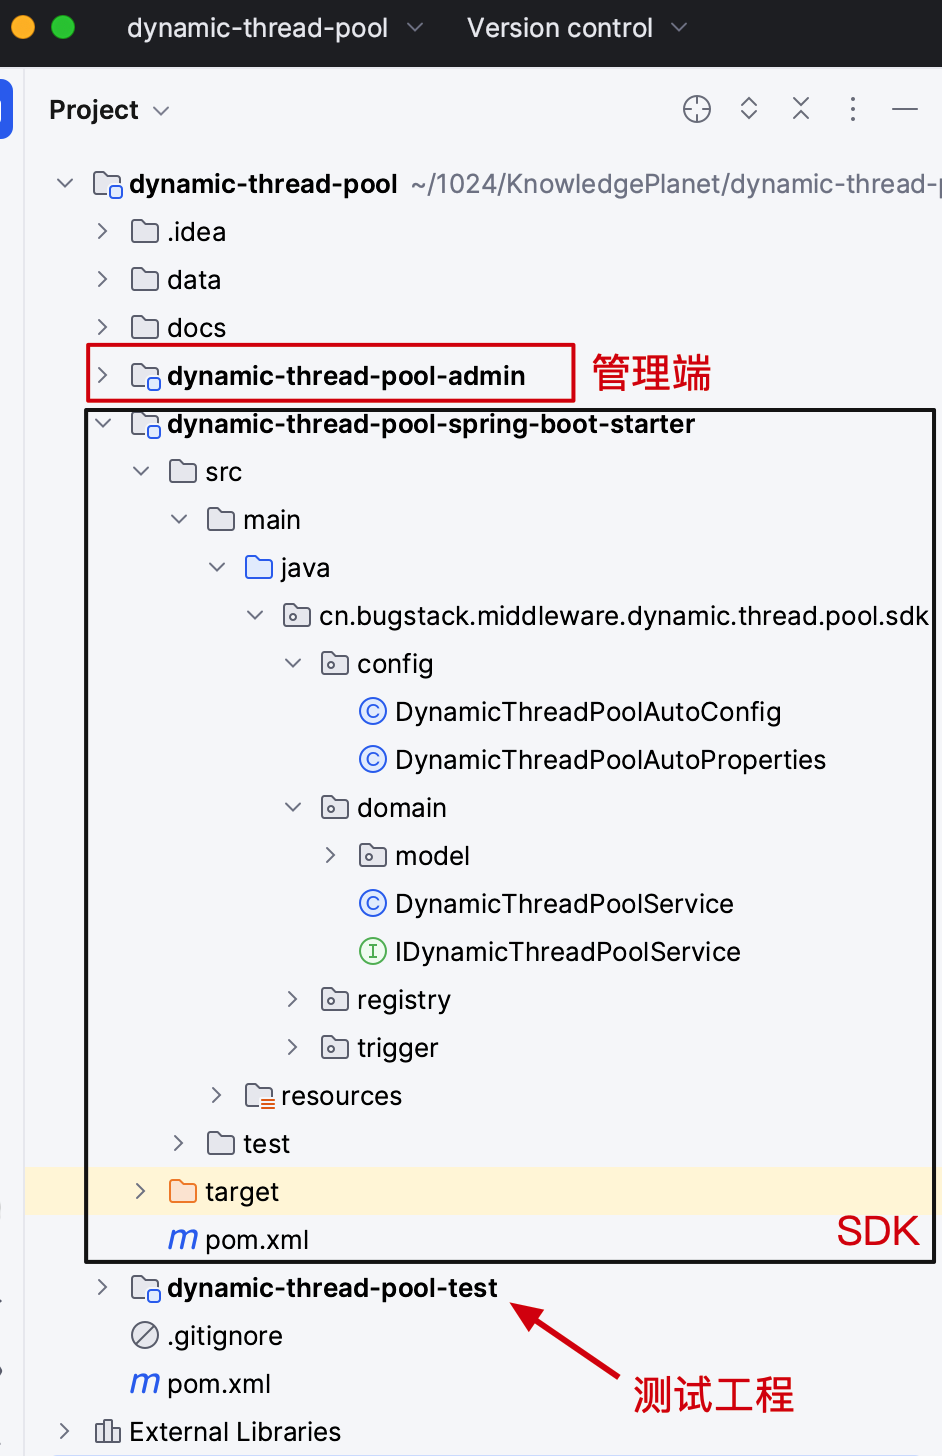 dynamic-thread-pool Version control
Project
dynamic-thread-pool ~/1024/KnowledgePlanet/dynamic-thread-p
.idea
data
docs
dynamic-thread-pool-admin 管理端
dynamic-thread-pool-spring-boot-starter
src
main
java
cn.bugstack.middleware.dynamic.thread.pool.sdk
config
DynamicThreadPoolAutoConfig
DynamicThreadPoolAutoProperties
domain
model
DynamicThreadPoolService
IDynamicThreadPoolService
registry
trigger
resources
test
target
pom.xml SDK
dynamic-thread-pool-test
.gitignore
pom.xml 测试工程
External Libraries